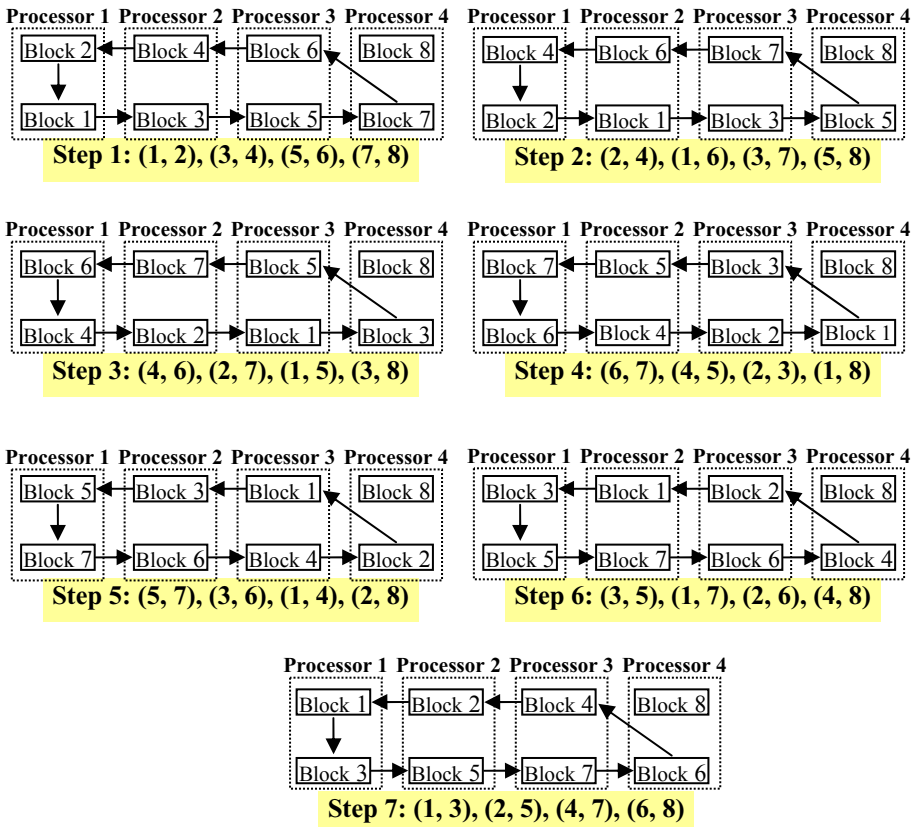 Processor 1 Processor 2 Processor 3 Processor 4
Block 2 Block 4 Block 6 Block 8
Block 1 Block 3 Block 5 Block 7
Step 1: (1, 2), (3, 4), (5, 6), (7, 8)
Processor 1 Processor 2 Processor 3 Processor 4
Block 4 Block 6 Block 7 Block 8
Block 2 Block 1 Block 3 Block 5
Step 2: (2, 4), (1, 6), (3, 7), (5, 8)
Processor 1 Processor 2 Processor 3 Processor 4
Block 6 Block 7 Block 5 Block 8
Block 4 Block 2 Block 1 Block 3
Step 3: (4, 6), (2, 7), (1, 5), (3, 8)
Processor 1 Processor 2 Processor 3 Processor 4
Block 7 Block 5 Block 3 Block 8
Block 6 Block 4 Block 2 Block 1
Step 4: (6, 7), (4, 5), (2, 3), (1, 8)
Processor 1 Processor 2 Processor 3 Processor 4
Block 5 Block 3 Block 1 Block 8
Block 7 Block 6 Block 4 Block 2
Step 5: (5, 7), (3, 6), (1, 4), (2, 8)
Processor 1 Processor 2 Processor 3 Processor 4
Block 3 Block 1 Block 2 Block 8
Block 5 Block 7 Block 6 Block 4
Step 6: (3, 5), (1, 7), (2, 6), (4, 8)
Processor 1 Processor 2 Processor 3 Processor 4
Block 1 Block 2 Block 4 Block 8
Block 3 Block 5 Block 7 Block 6
Step 7: (1, 3), (2, 5), (4, 7), (6, 8)